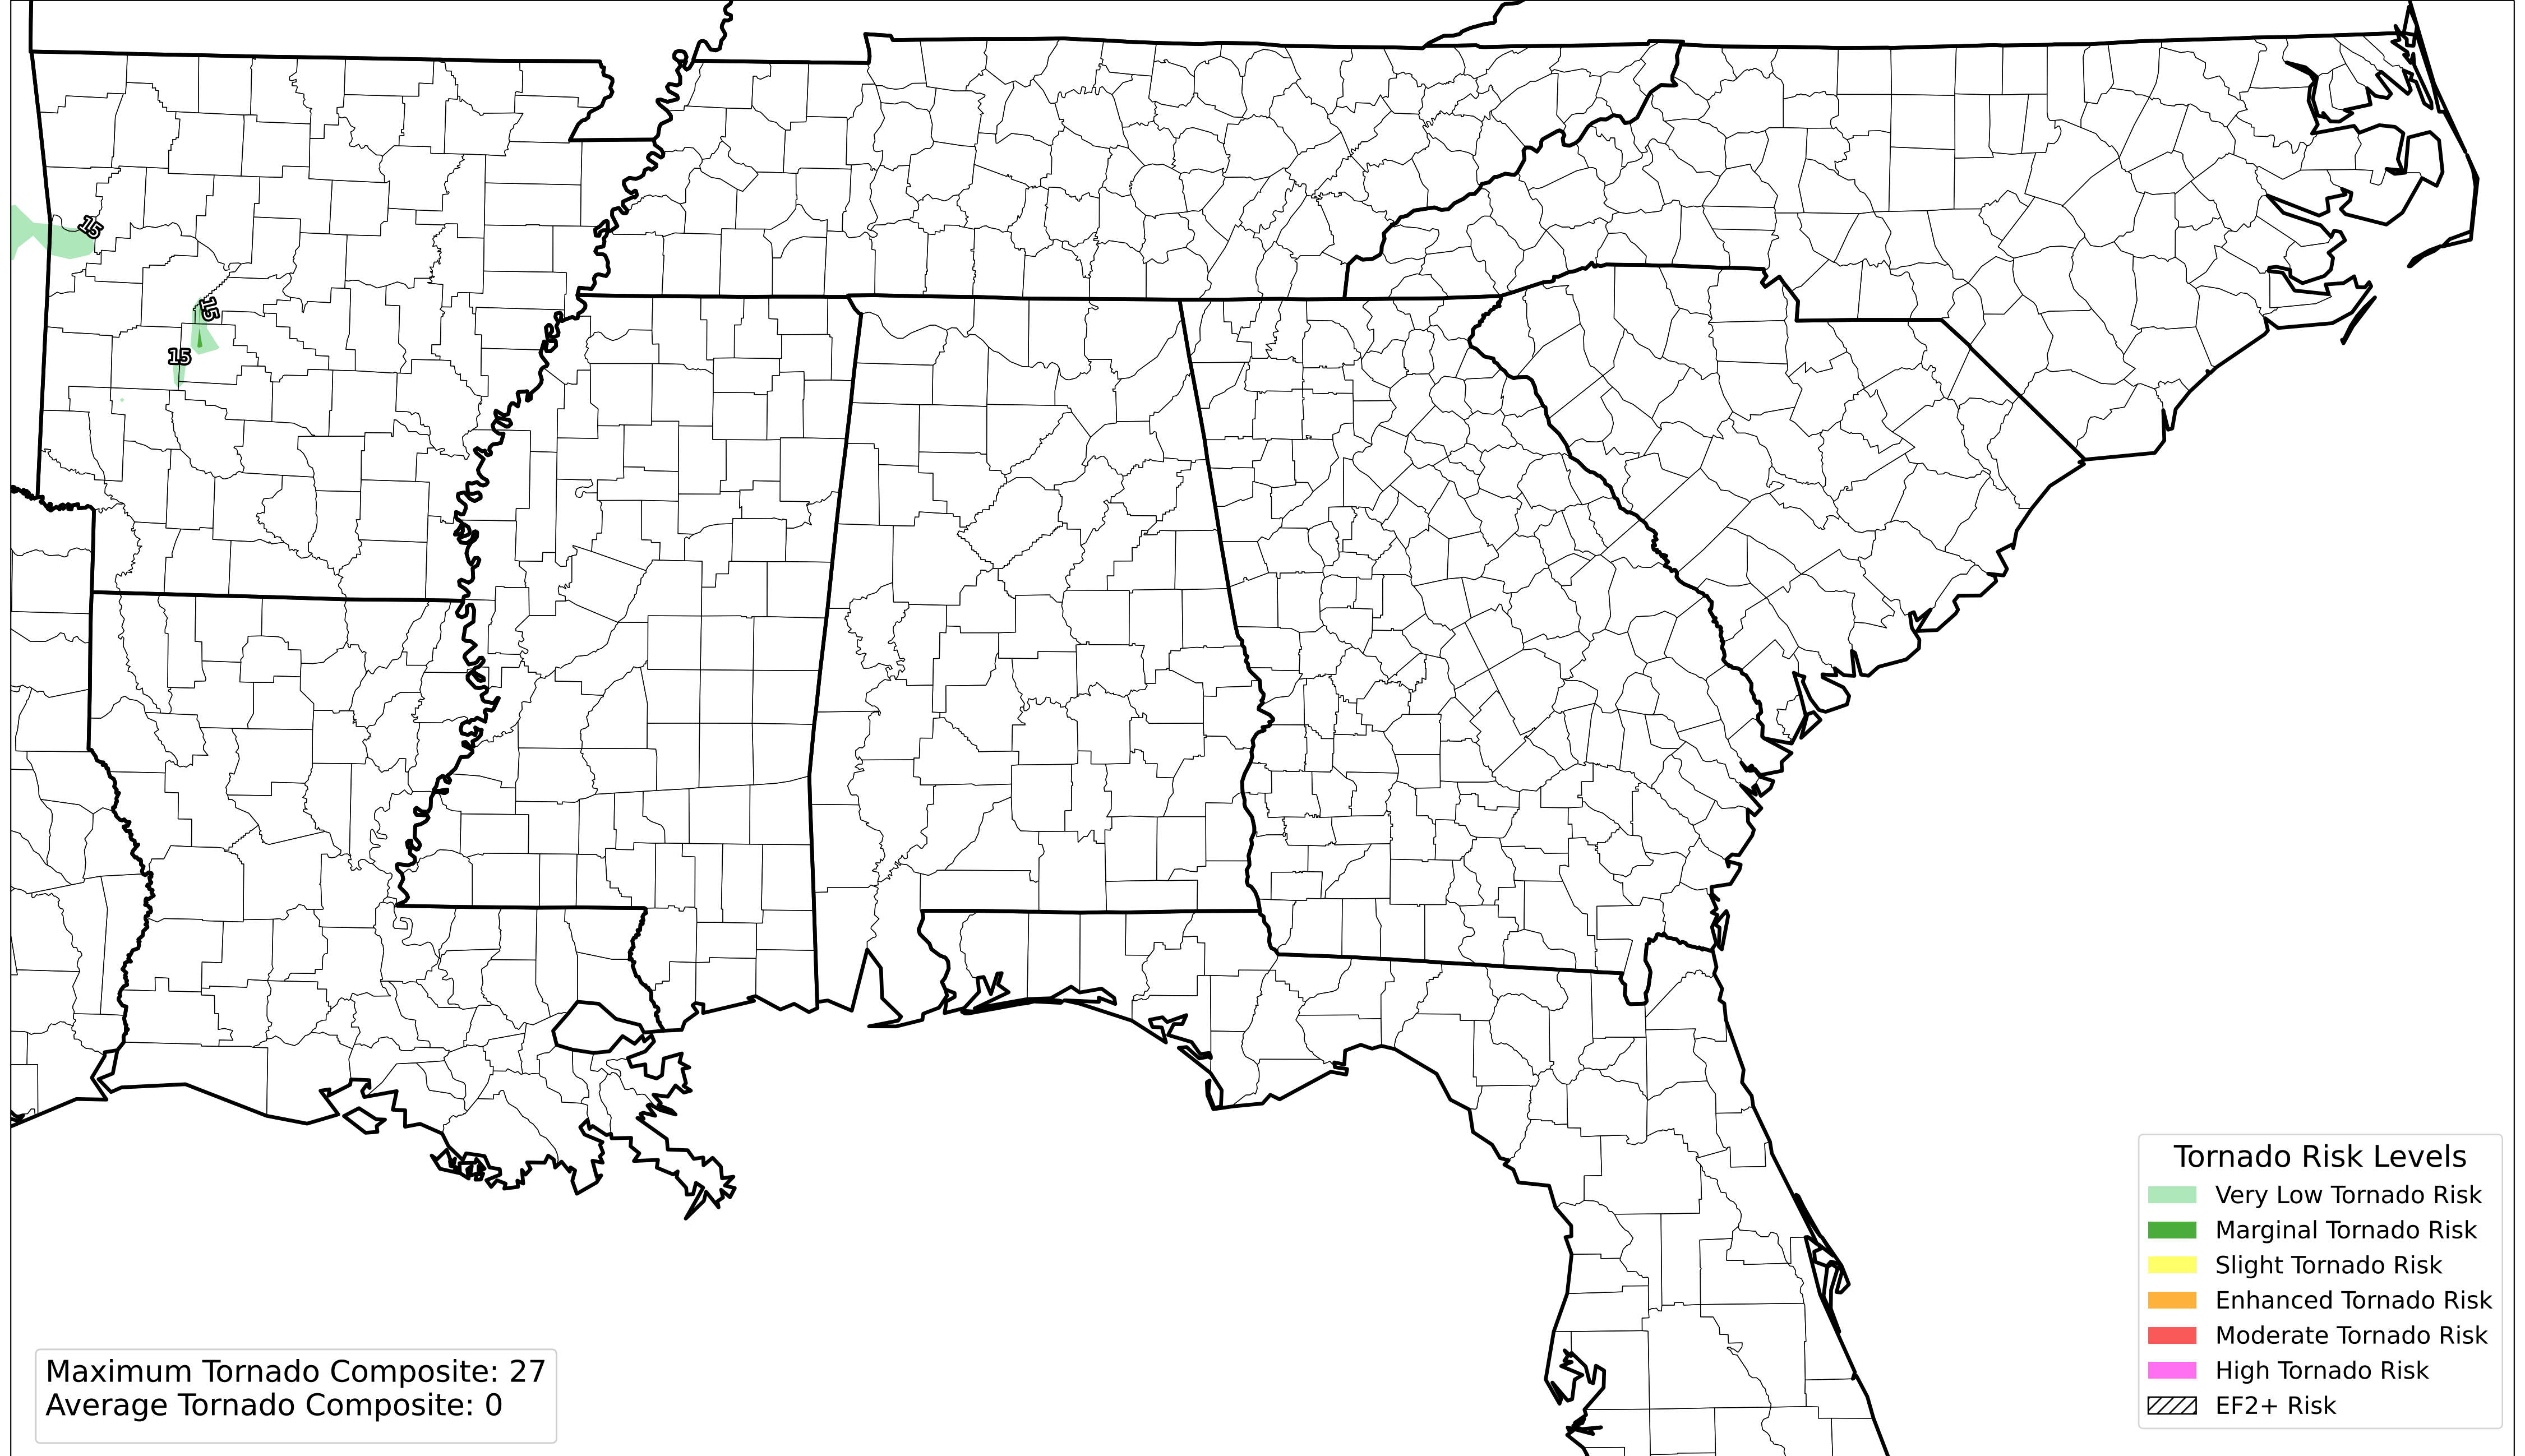 15
15
15
Maximum Tornado Composite: 27
Average Tornado Composite: 0
Tornado Risk Levels
Very Low Tornado Risk
Marginal Tornado Risk
Slight Tornado Risk
Enhanced Tornado Risk
Moderate Tornado Risk
High Tornado Risk
EF2+ Risk